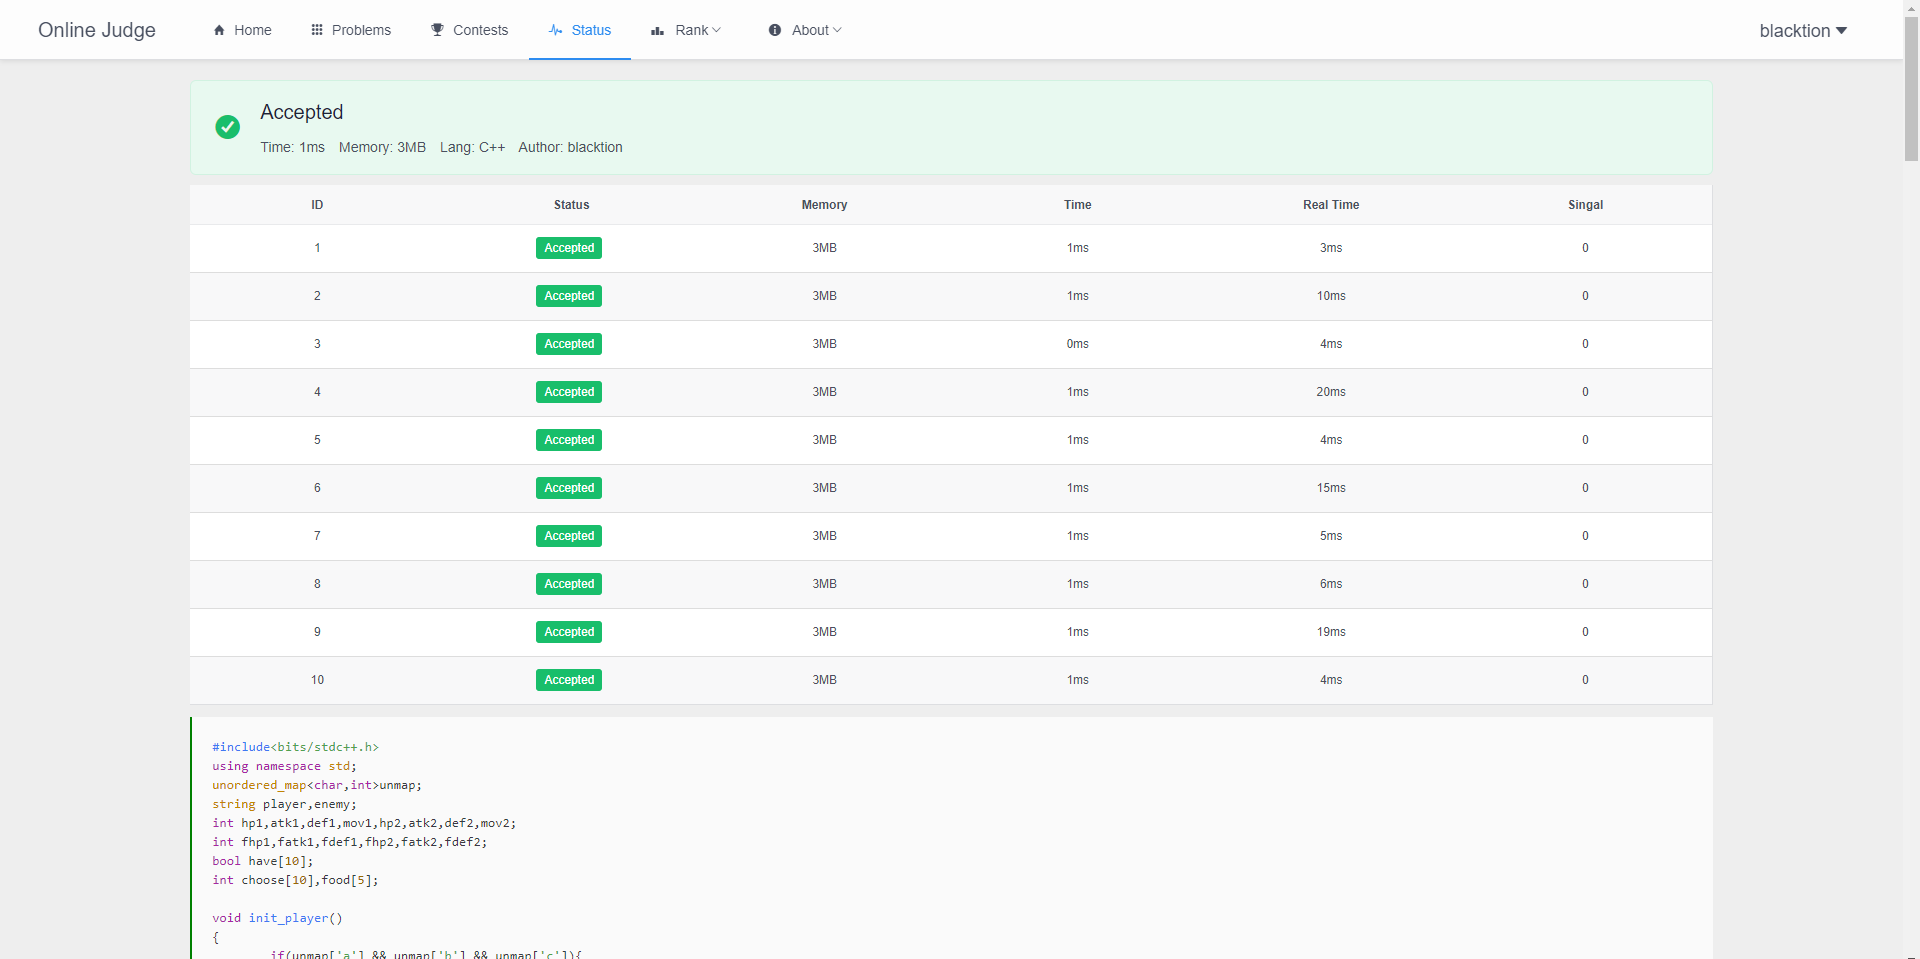 Online Judge Home Problems Contests Status Rank About blacktion
Accepted
Time: 1ms Memory: 3MB Lang: C++ Author: blacktion
ID Status Memory Time Real Time Singal
1 Accepted 3MB 1ms 3ms 0
2 Accepted 3MB 1ms 10ms 0
3 Accepted 3MB 0ms 4ms 0
4 Accepted 3MB 1ms 20ms 0
5 Accepted 3MB 1ms 4ms 0
6 Accepted 3MB 1ms 15ms 0
7 Accepted 3MB 1ms 5ms 0
8 Accepted 3MB 1ms 6ms 0
9 Accepted 3MB 1ms 19ms 0
10 Accepted 3MB 1ms 4ms 0
#include<bits/stdc++.h>
using namespace std;
unordered_map<char,int>unmap;
string player,enemy;
int hp1,atk1,def1,mov1,hp2,atk2,def2,mov2;
int fhp1,fatk1,fdef1,fhp2,fatk2,fdef2;
bool have[10];
int choose[10],food[5];
void init_player()
{
if(unmap['a'] && unmap['b'] && unmap['c']){